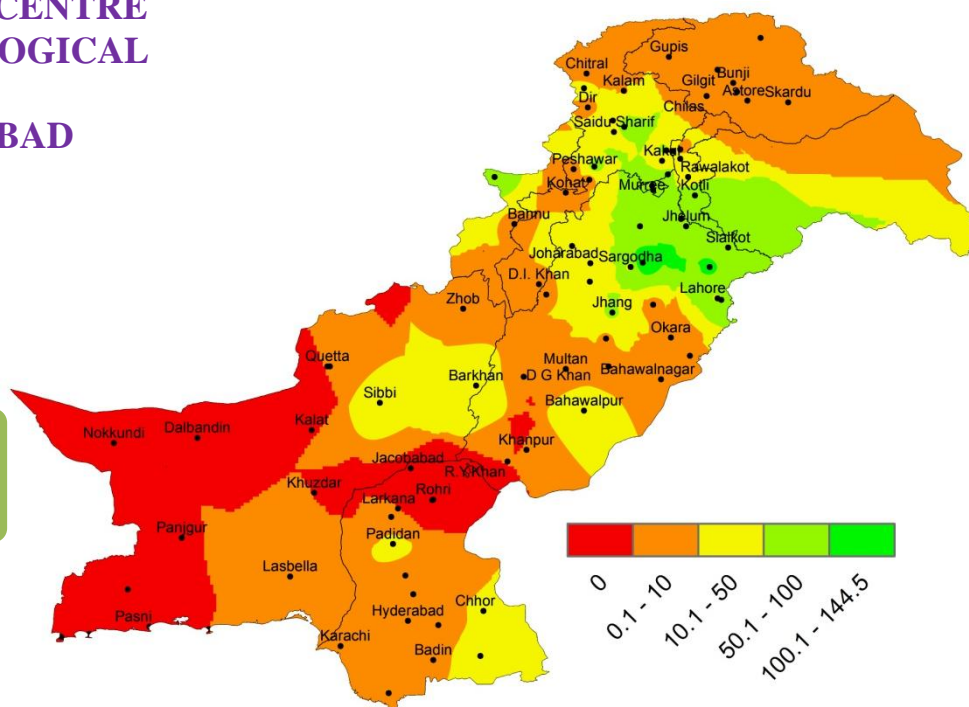 CENTRE
OGICAL
BAD
Gupis
Chitral
Bunji
Kalam
Gilgit
Astore
Skardu
Dir
Chilas
Saidu Sharif
Kakul
Peshawar
Rawalakot
Kohat
Murree
Kotli
Bannu
Jhelum
Sialkot
Joharabad
Sargodha
D.I. Khan
Lahore
Zhob
Jhang
Okara
Quetta
Multan
Barkhan
D G Khan
Bahawalnagar
Sibbi
Bahawalpur
Kalat
Nokkundi
Dalbandin
Khanpur
Jacobabad
R.Y.Khan
Khuzdar
Rohri
Larkana
Panjgur
Padidan
Lasbella
Pasni
Hyderabad
Chhor
Karachi
Badin
0
0.1 - 10
10.1 - 50
50.1 - 100
100.1 - 144.5